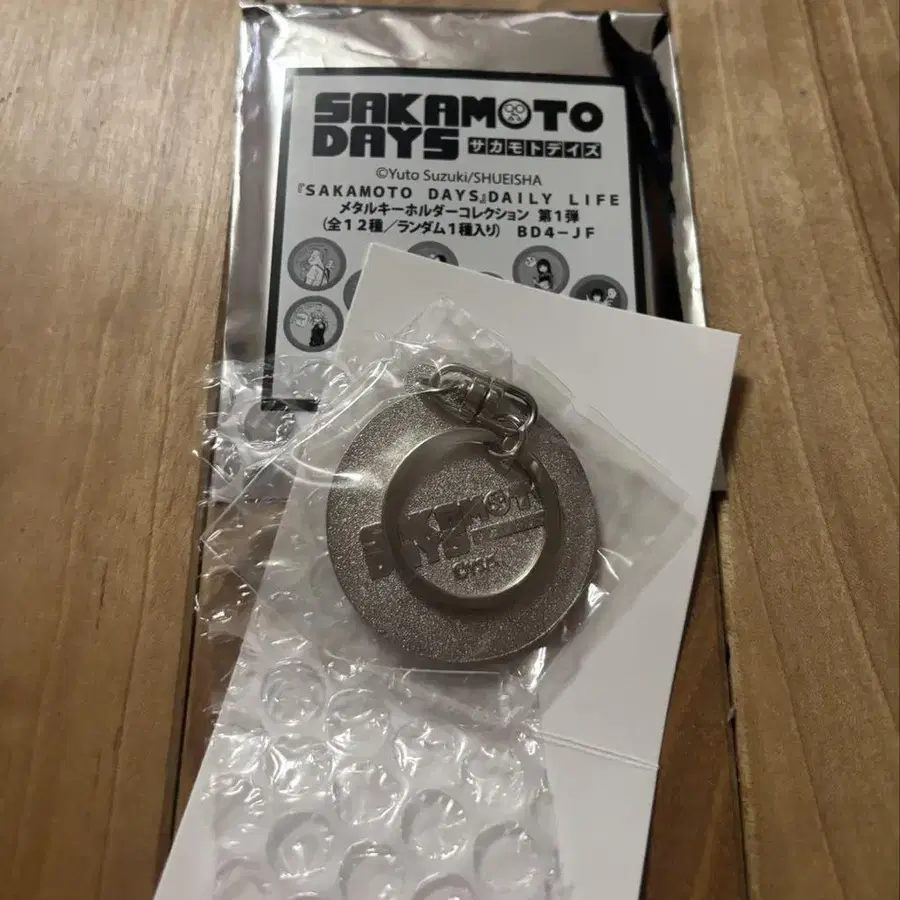 SAKAMOTO
DAYS サカモトデイズ
©Yuto Suzuki/SHUEISHA
『SAKAMOTO DAYS』DAILY LIFE
メタルキーホルダーコレクション 第1弾
(全12種/ランダム1種入り) BD4-JF
SAKAMOTO
DAYS